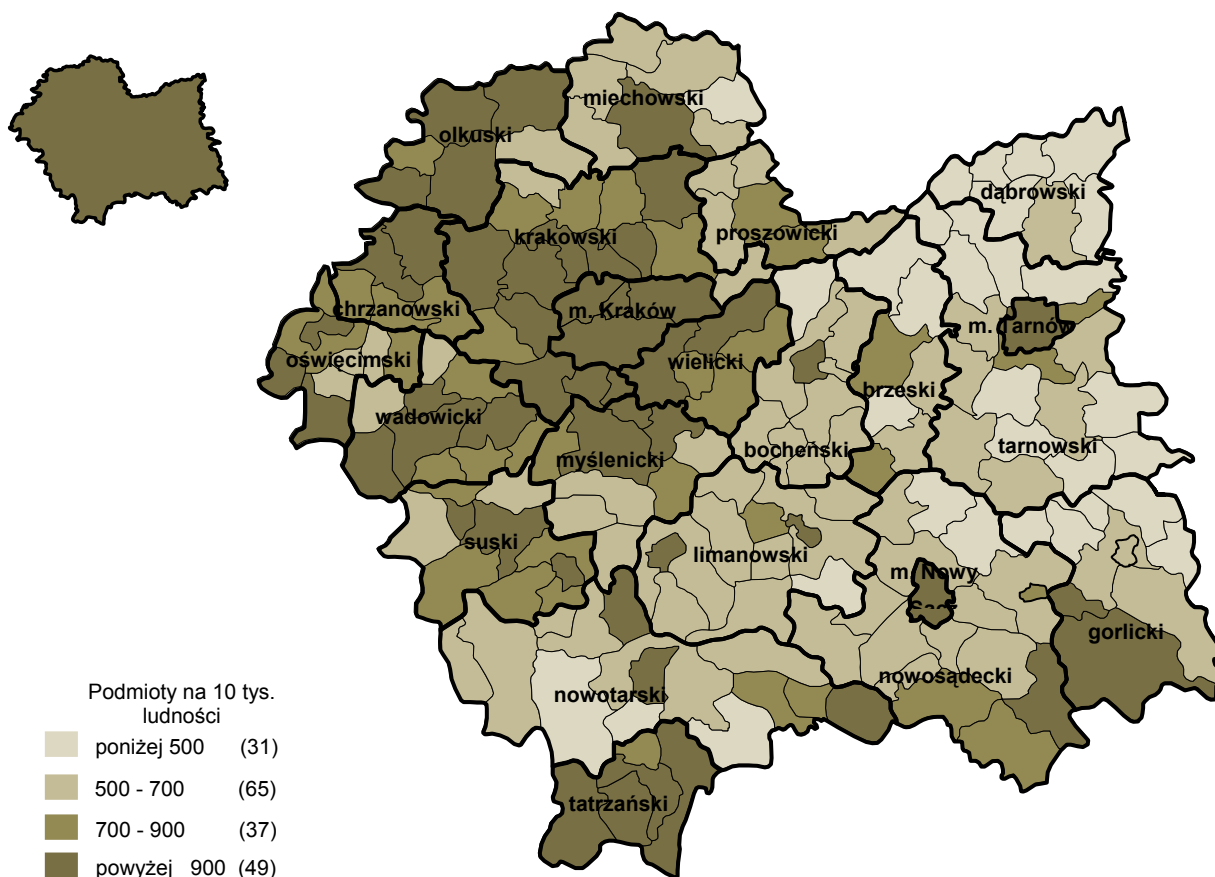 miechowski
olkuski
dąbrowski
krakowski
proszowicki
chrzanowski
m. Kraków
m. Tarnów
oświęcimski
wielicki
brzeski
wadowicki
bocheński
tarnowski
myślenicki
suski
limanowski
m. Nowy
Sącz
gorlicki
nowotarski
nowosądecki
tatrzański
Podmioty na 10 tys.
ludności
poniżej 500 (31)
500 - 700 (65)
700 - 900 (37)
powyżej 900 (49)